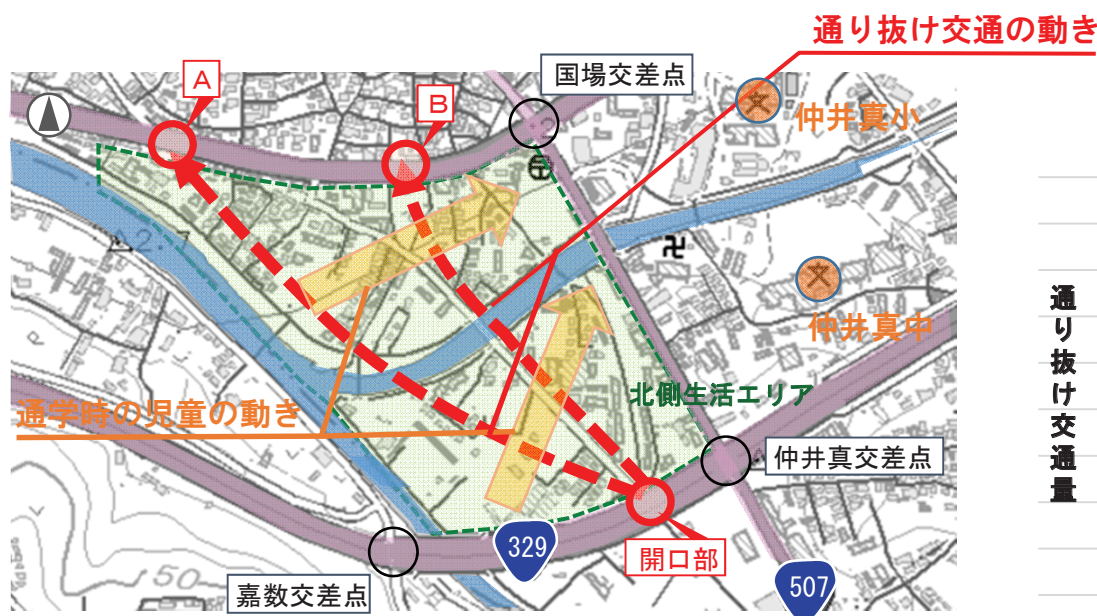 通り抜け交通の動き
国場交差点
A
B
仲井真小
2.7
仲井真中
通り抜け交通量
北側生活エリア
通学時の児童の動き
仲井真交差点
329
開口部
50
嘉数交差点
507